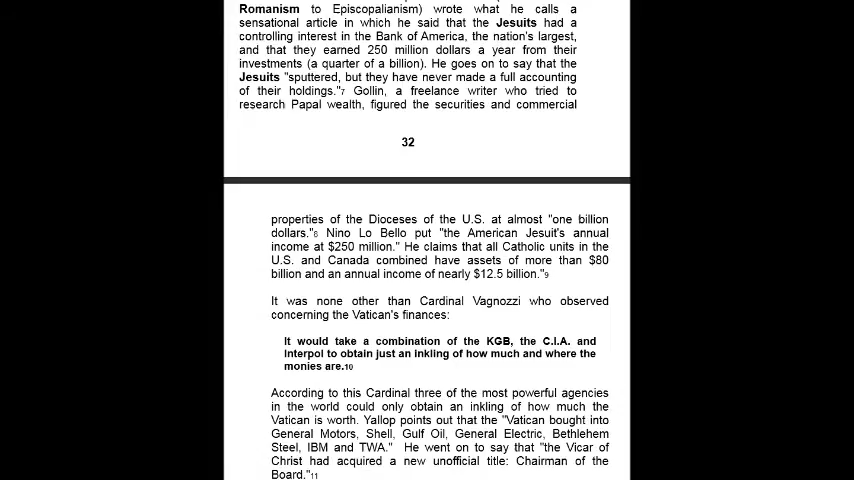 Romanism to Episcopalianism) wrote what he calls a
sensational article in which he said that the Jesuits had a
controlling interest in the Bank of America, the nation's largest,
and that they earned 250 million dollars a year from their
investments (a quarter of a billion). He goes on to say that the
Jesuits "sputtered, but they have never made a full accounting
of their holdings."7 Gollin, a freelance writer who tried to
research Papal wealth, figured the securities and commercial
32
properties of the Dioceses of the U.S. at almost "one billion
dollars."8 Nino Lo Bello put "the American Jesuit's annual
income at $250 million." He claims that all Catholic units in the
U.S. and Canada combined have assets of more than $80
billion and an annual income of nearly $12.5 billion."9
It was none other than Cardinal Vagnozzi who observed
concerning the Vatican's finances:
It would take a combination of the KGB, the C.I.A. and
Interpol to obtain just an inkling of how much and where the
monies are.10
According to this Cardinal three of the most powerful agencies
in the world could only obtain an inkling of how much the
Vatican is worth. Yallop points out that the "Vatican bought into
General Motors, Shell, Gulf Oil, General Electric, Bethlehem
Steel, IBM and TWA." He went on to say that "the Vicar of
Christ had acquired a new unofficial title: Chairman of the
Board."11